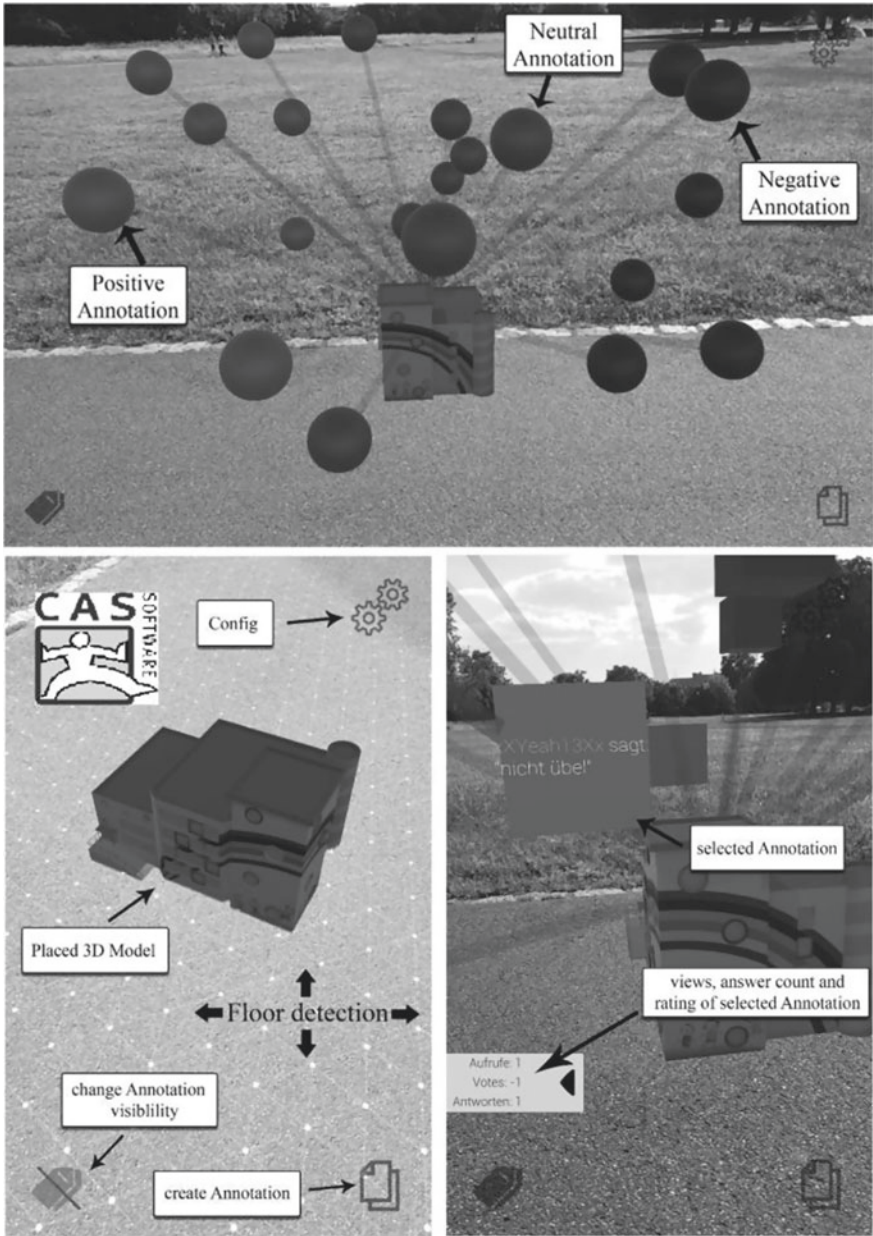 Neutral
Annotation
Negative
Annotation
Positive
Annotation
CAS
SOFTWARE
Config
Placed 3D Model
Floor detection
change Annotation
visiblility
create Annotation
xXYeah13Xx sagt:
"nicht übel"
selected Annotation
views, answer count and
rating of selected Annotation
Aufrufe: 1
Votes: -1
Antworten: 1